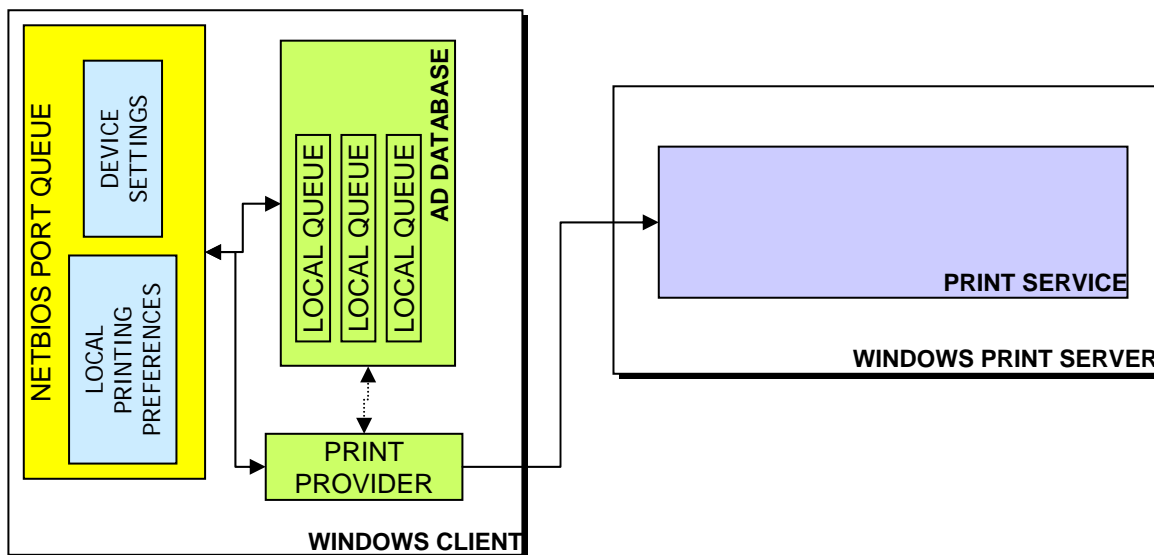 NETBIOS PORT QUEUE
DEVICE
SETTINGS
LOCAL
PRINTING
PREFERENCES
LOCAL QUEUE
LOCAL QUEUE
LOCAL QUEUE
AD DATABASE
PRINT
PROVIDER
WINDOWS CLIENT
PRINT SERVICE
WINDOWS PRINT SERVER